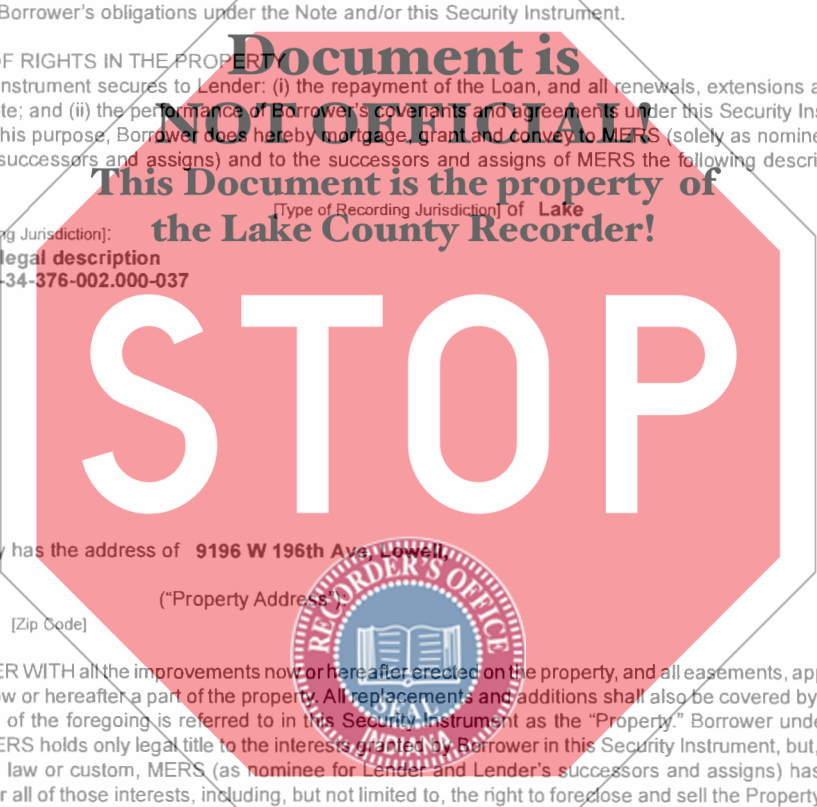 Borrower's obligations under the Note and/or this Security Instrument.
Document is
OF RIGHTS IN THE PROPERTY
nstrument secures to Lender: (i) the repayment of the Loan, and all renewals, extensions a
te; and (ii) the performance of Borrower's covenants and agreements under this Security Ins
NOT OFFICIAL!
his purpose, Borrower does hereby mortgage, grant and convey to MERS (solely as nomine
successors and assigns) and to the successors and assigns of MERS the following descri
This Document is the property of
[Type of Recording Jurisdiction] of Lake
the Lake County Recorder!
ng Jurisdiction]:
legal description
-34-376-002.000-037
STOP
y has the address of 9196 W 196th Ave, Lowell,
("Property Address"):
[Zip Code]
RECORDER'S OFFICE
SEAL
INDIANA
ER WITH all the improvements now or hereafter erected on the property, and all easements, app
ow or hereafter a part of the property. All replacements and additions shall also be covered by
of the foregoing is referred to in this Security Instrument as the "Property." Borrower unde
ERS holds only legal title to the interests granted by Borrower in this Security Instrument, but,
law or custom, MERS (as nominee for Lender and Lender's successors and assigns) has
r all of those interests, including, but not limited to, the right to foreclose and sell the Property